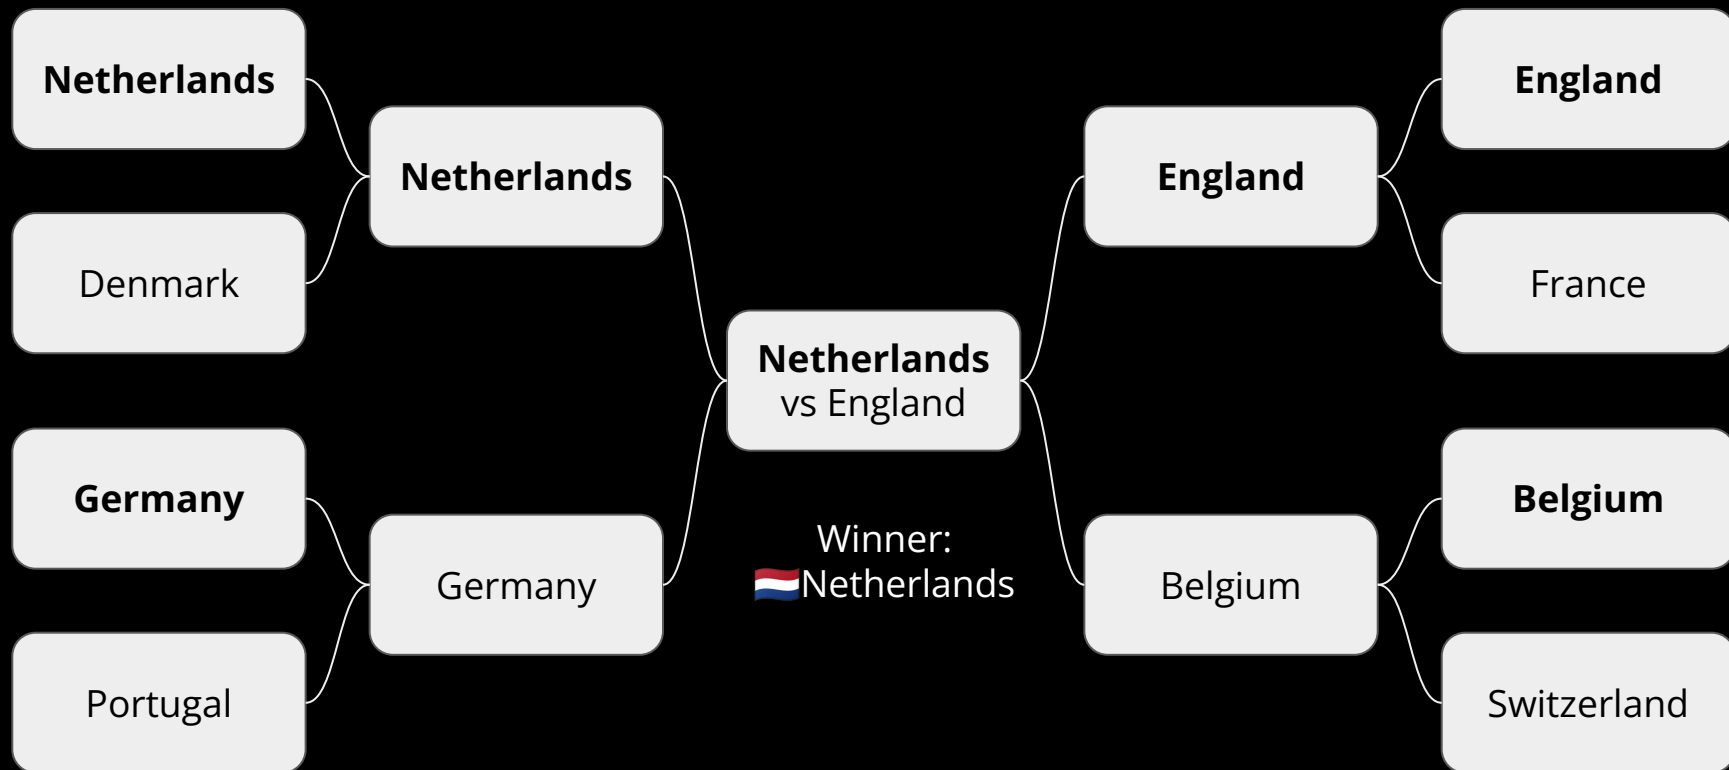 Netherlands
Denmark
Germany
Portugal
Netherlands
Germany
Netherlands
vs England
Winner:
🇳🇱Netherlands
England
Belgium
England
France
Belgium
Switzerland